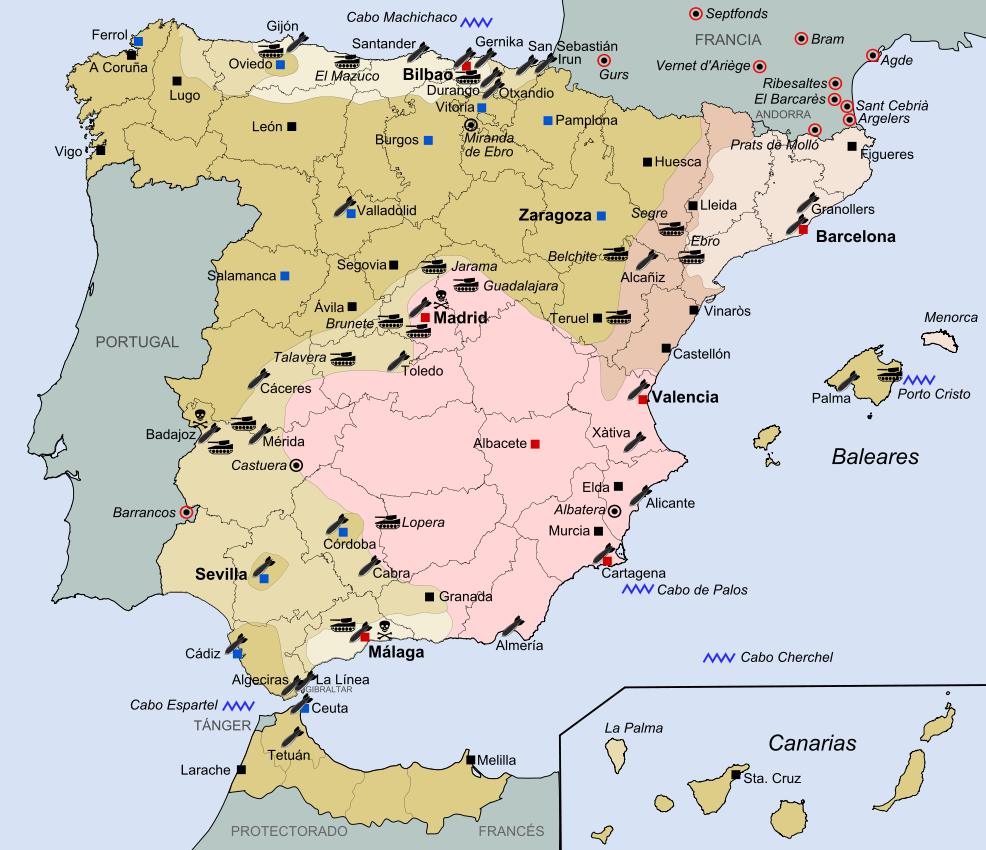 Cabo Machichaco
Septfonds
Ferrol
Gijón
Santander
Gernika
San Sebastián
FRANCIA
Bram
A Coruña
Oviedo
El Mazuco
Bilbao
Irun
Gurs
Vernet d'Ariège
Agde
Lugo
Durango
Otxandio
Ribesaltes
El Barcarès
Vitoria
Sant Cebrià
León
Burgos
Pamplona
ANDORRA
Argelers
Miranda
de Ebro
Prats de Molló
Vigo
Huesca
Figueres
Valladolid
Zaragoza
Segre
Lleida
Granollers
Barcelona
Ebro
Belchite
Segovia
Jarama
Alcañiz
Salamanca
Guadalajara
Ávila
Brunete
Madrid
Teruel
Vinaròs
Menorca
PORTUGAL
Talavera
Toledo
Castellón
Cáceres
Valencia
Palma
Porto Cristo
Badajoz
Mérida
Albacete
Xàtiva
Baleares
Castuera
Elda
Alicante
Barrancos
Albatera
Lopera
Murcia
Córdoba
Sevilla
Cabra
Cartagena
Cabo de Palos
Granada
Cádiz
Málaga
Almería
Cabo Cherchel
Algeciras
La Línea
GIBRALTAR
Cabo Espartel
Ceuta
TÁNGER
La Palma
Canarias
Tetuán
Larache
Melilla
Sta. Cruz
PROTECTORADO
FRANCÉS